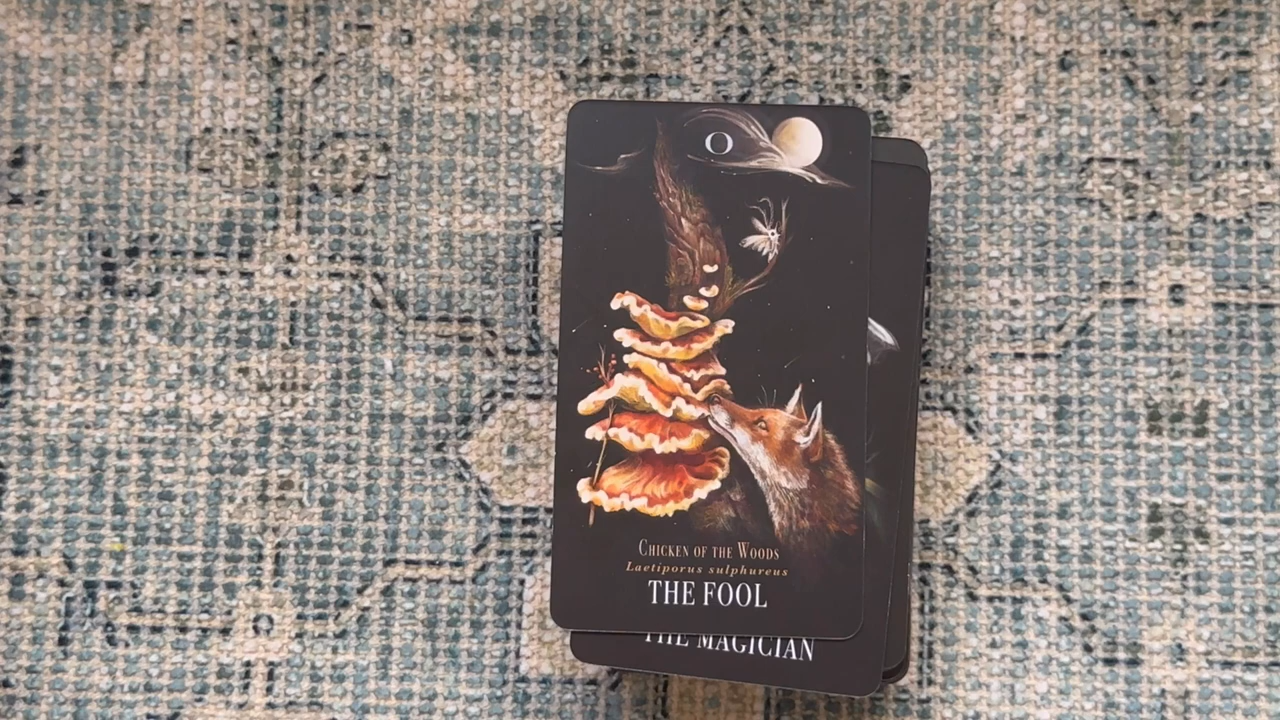 0
CHICKEN OF THE WOODS
Laetiporus sulphureus
THE FOOL
THE MAGICIAN